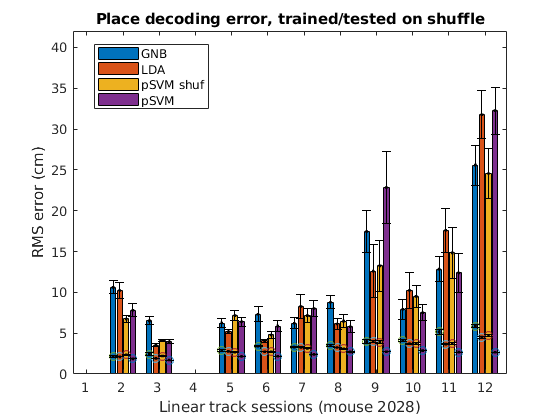 Place decoding error, trained/tested on shuffle
40
35
30
25
20
15
10
5
0
RMS error (cm)
GNB
LDA
pSVM shuf
pSVM
1 2 3 4 5 6 7 8 9 10 11 12
Linear track sessions (mouse 2028)